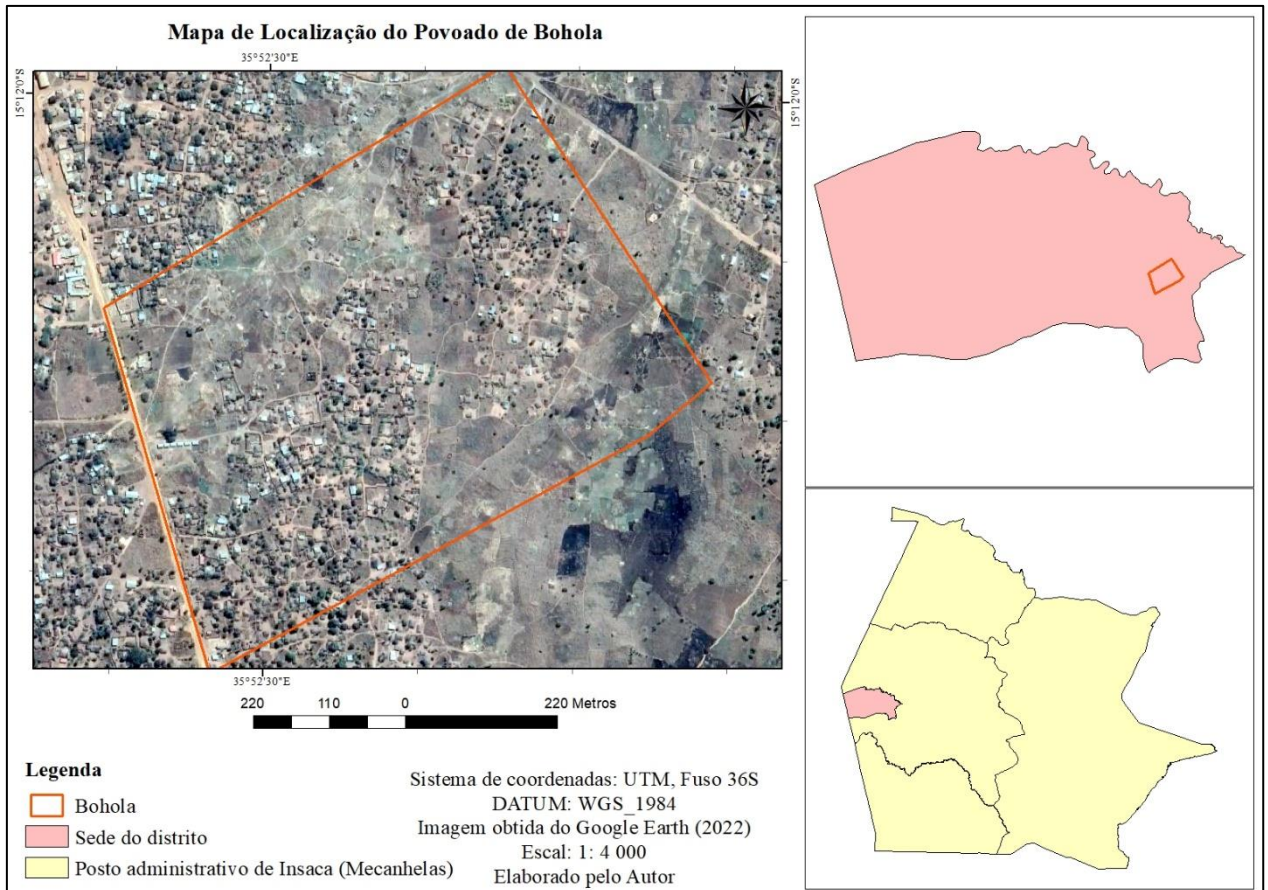 Mapa de Localização do Povoado de Bohola
35°52'30"E
15°12'0"S
15°12'0"S
35°52'30"E
220 110 0 220 Metros
Legenda
Bohola
Sede do distrito
Posto administrativo de Insaca (Mecanhelas)
Sistema de coordenadas: UTM, Fuso 36S
DATUM: WGS_1984
Imagem obtida do Google Earth (2022)
Escal: 1: 4 000
Elaborado pelo Autor